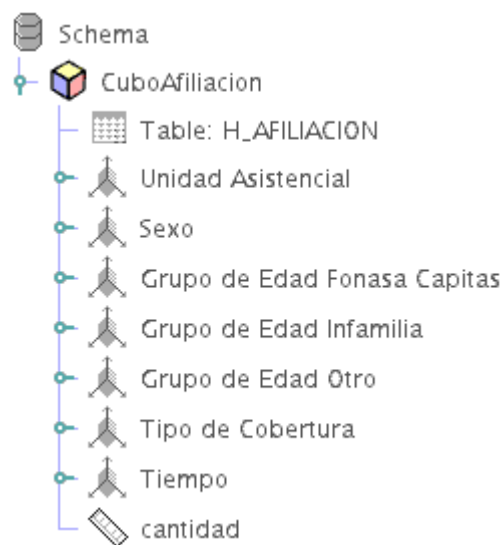 Schema
CuboAfiliacion
Table: H_AFILIACION
Unidad Asistencial
Sexo
Grupo de Edad Fonasa Capitas
Grupo de Edad Infamilia
Grupo de Edad Otro
Tipo de Cobertura
Tiempo
cantidad